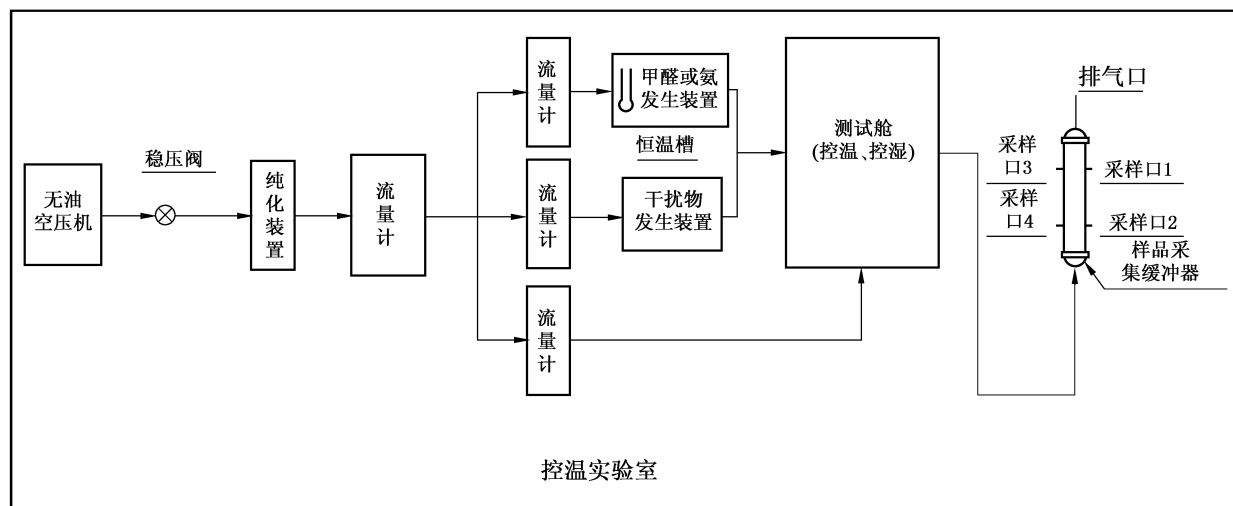 无油
空压机
稳压阀
纯
化
装
置
流
量
计
流
量
计
甲醛或氨
发生装置
恒温槽
流
量
计
干扰物
发生装置
流
量
计
测试舱
(控温、控湿)
排气口
采样
口3
采样口1
采样
口4
采样口2
样品采
集缓冲器
控温实验室